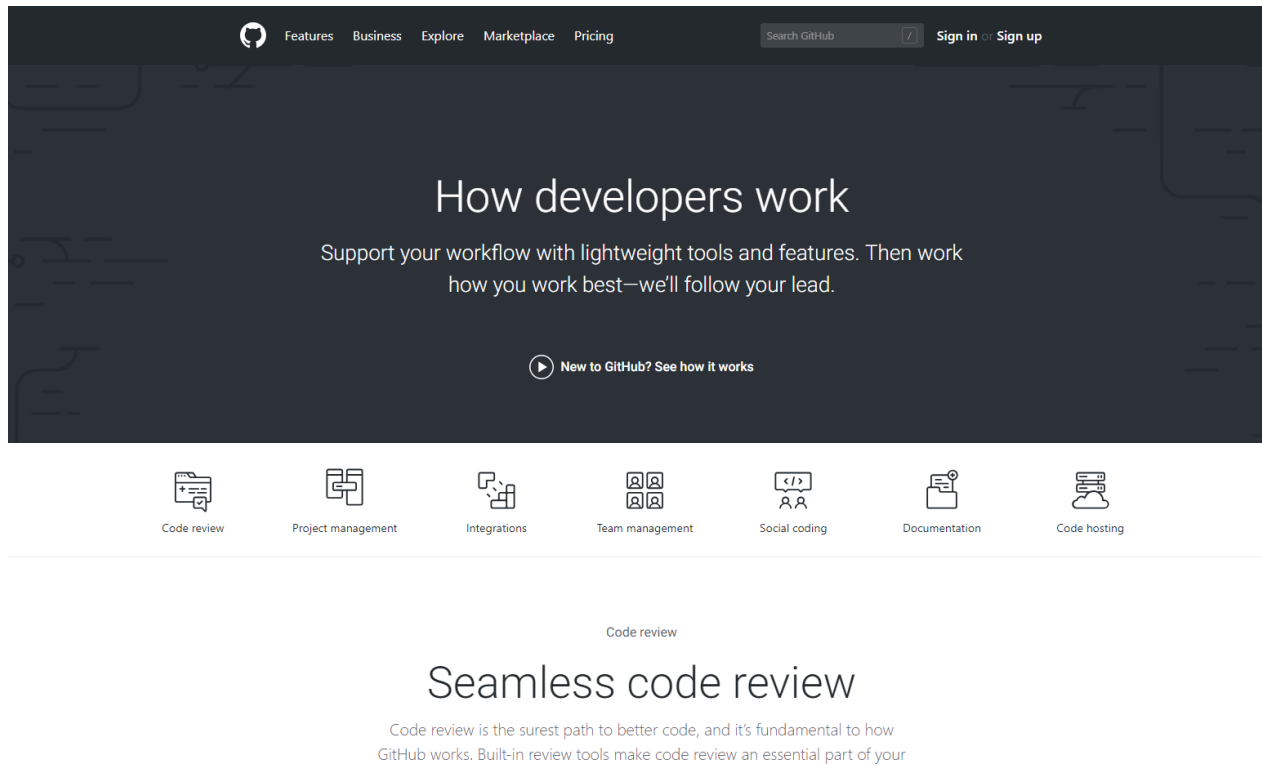 Features Business Explore Marketplace Pricing Search GitHub / Sign in or Sign up
How developers work
Support your workflow with lightweight tools and features. Then work
how you work best—we’ll follow your lead.
New to GitHub? See how it works
Code review Project management Integrations Team management Social coding Documentation Code hosting
Code review
Seamless code review
Code review is the surest path to better code, and it’s fundamental to how
GitHub works. Built-in review tools make code review an essential part of your